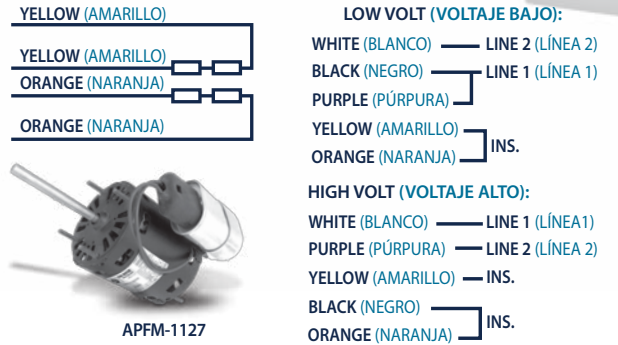 YELLOW (AMARILLO)
YELLOW (AMARILLO)
ORANGE (NARANJA)
ORANGE (NARANJA)
APFM-1127
LOW VOLT (VOLTAJE BAJO):
WHITE (BLANCO) LINE 2 (LÍNEA 2)
BLACK (NEGRO) LINE 1 (LÍNEA 1)
PURPLE (PÚRPURA)
YELLOW (AMARILLO)
INS.
ORANGE (NARANJA)
HIGH VOLT (VOLTAJE ALTO):
WHITE (BLANCO) LINE 1 (LÍNEA1)
PURPLE (PÚRPURA) LINE 2 (LÍNEA 2)
YELLOW (AMARILLO) INS.
BLACK (NEGRO)
INS.
ORANGE (NARANJA)